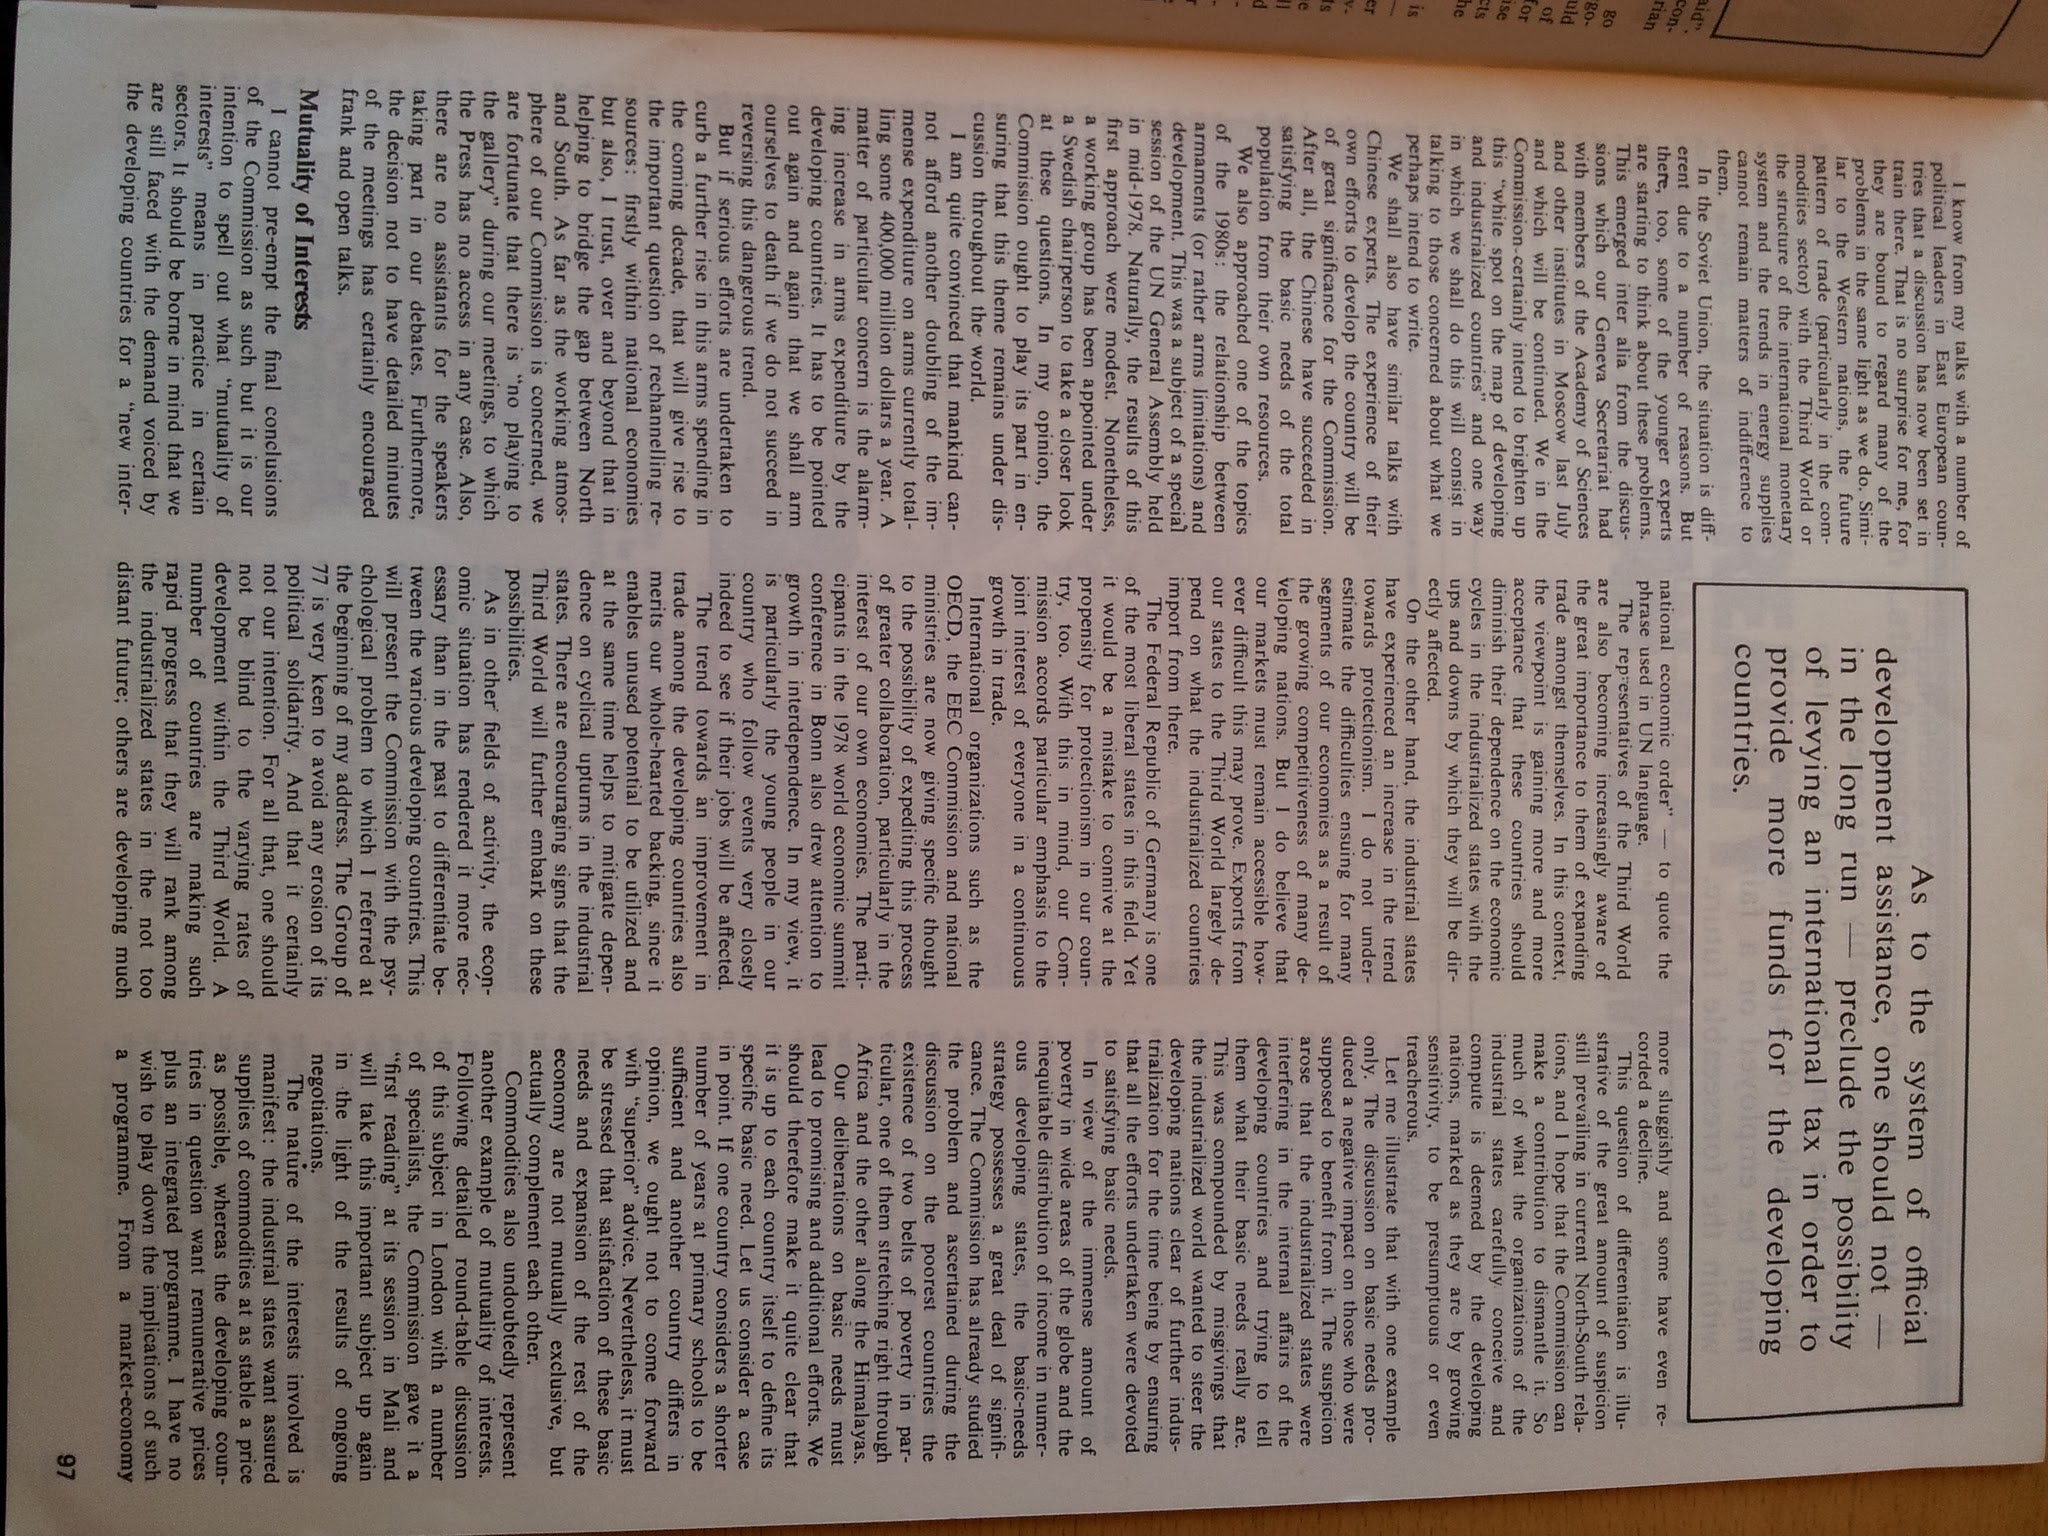 I know from my talks with a number of
political leaders in East European coun-
tries that a discussion has now been set in
train there. That is no surprise for me, for
they are bound to regard many of the
problems in the same light as we do. Simi-
lar to the Western nations, the future
pattern of trade (particularly in the com-
modities sector) with the Third World or
the structure of the international monetary
system and the trends in energy supplies
cannot remain matters of indifference to
them.
In the Soviet Union, the situation is diff-
erent due to a number of reasons. But
there, too, some of the younger experts
are starting to think about these problems.
This emerged inter alia from the discus-
sions which our Geneva Secretariat had
with members of the Academy of Sciences
and other institutes in Moscow last July
and which will be continued. We in the
Commission-certainly intend to brighten up
this "white spot on the map of developing
and industrialized countries" and one way
in which we shall do this will consist in
talking to those concerned about what we
perhaps intend to write.
We shall also have similar talks with
Chinese experts. The experience of their
own efforts to develop the country will be
of great significance for the Commission.
After all, the Chinese have succeeded in
satisfying the basic needs of the total
population from their own resources.
We also approached one of the topics
of the 1980s: the relationship between
armaments (or rather arms limitations) and
development. This was a subject of a special
session of the UN General Assembly held
in mid-1978. Naturally, the results of this
first approach were modest. Nonetheless,
a working group has been appointed under
a Swedish chairperson to take a closer look
at these questions. In my opinion, the
Commission ought to play its part in en-
suring that this theme remains under dis-
cussion throughout the world.
I am quite convinced that mankind can-
not afford another doubling of the im-
mense expenditure on arms currently total-
ling some 400,000 million dollars a year. A
matter of particular concern is the alarm-
ing increase in arms expenditure by the
developing countries. It has to be pointed
out again and again that we shall arm
ourselves to death if we do not succeed in
reversing this dangerous trend.
But if serious efforts are undertaken to
curb a further rise in this arms spending in
the coming decade, that will give rise to
the important question of rechannelling re-
sources: firstly within national economies
but also, I trust, over and beyond that in
helping to bridge the gap between North
and South. As far as the working atmos-
phere of our Commission is concerned, we
are fortunate that there is "no playing to
the gallery" during our meetings, to which
the Press has no access in any case. Also,
there are no assistants for the speakers
taking part in our debates. Furthermore,
the decision not to have detailed minutes
of the meetings has certainly encouraged
frank and open talks.
Mutuality of Interests
I cannot pre-empt the final conclusions
of the Commission as such but it is our
intention to spell out what "mutuality of
interests" means in practice in certain
sectors. It should be borne in mind that we
are still faced with the demand voiced by
the developing countries for a "new inter-
As to the system of official
development assistance, one should not —
in the long run — preclude the possibility
of levying an international tax in order to
provide more funds for the developing
countries.
national economic order" — to quote the
phrase used in UN language.
The representatives of the Third World
are also becoming increasingly aware of
the great importance to them of expanding
trade amongst themselves. In this context,
the viewpoint is gaining more and more
acceptance that these countries should
diminish their dependence on the economic
cycles in the industrialized states with the
ups and downs by which they will be dir-
ectly affected.
On the other hand, the industrial states
have experienced an increase in the trend
towards protectionism. I do not under-
estimate the difficulties ensuing for many
segments of our economies as a result of
the growing competitiveness of many de-
veloping nations. But I do believe that
our markets must remain accessible how-
ever difficult this may prove. Exports from
our states to the Third World largely de-
pend on what the industrialized countries
import from there.
The Federal Republic of Germany is one
of the most liberal states in this field. Yet
it would be a mistake to connive at the
propensity for protectionism in our coun-
try, too. With this in mind, our Com-
mission accords particular emphasis to the
joint interest of everyone in a continuous
growth in trade.
International organizations such as the
OECD, the EEC Commission and national
ministries are now giving specific thought
to the possibility of expediting this process
of greater collaboration, particularly in the
interest of our own economies. The parti-
cipants in the 1978 world economic summit
conference in Bonn also drew attention to
growth in interdependence. In my view, it
is particularly the young people in our
country who follow events very closely
indeed to see if their jobs will be affected.
The trend towards an improvement in
trade among the developing countries also
merits our whole-hearted backing, since it
enables unused potential to be utilized and
at the same time helps to mitigate depen-
dence on cyclical upturns in the industrial
states. There are encouraging signs that the
Third World will further embark on these
possibilities.
As in other fields of activity, the econ-
omic situation has rendered it more nec-
essary than in the past to differentiate be-
tween the various developing countries. This
will present the Commission with the psy-
chological problem to which I referred at
the beginning of my address. The Group of
77 is very keen to avoid any erosion of its
political solidarity. And that it certainly
not our intention. For all that, one should
not be blind to the varying rates of
development within the Third World. A
number of countries are making such
rapid progress that they will rank among
the industrialized states in the not too
distant future; others are developing much
more sluggishly and some have even re-
corded a decline.
This question of differentiation is illu-
strative of the great amount of suspicion
still prevailing in current North-South rela-
tions, and I hope that the Commission can
make a contribution to dismantle it. So
much of what the organizations of the
industrial states carefully conceive and
compute is deemed by the developing
nations, marked as they are by growing
sensitivity, to be presumptuous or even
treacherous.
Let me illustrate that with one example
only. The discussion on basic needs pro-
duced a negative impact on those who were
supposed to benefit from it. The suspicion
arose that the industrialized states were
interfering in the internal affairs of the
developing countries and trying to tell
them what their basic needs really are.
This was compounded by misgivings that
the industrialized world wanted to steer the
developing nations clear of further indus-
trialization for the time being by ensuring
that all the efforts undertaken were devoted
to satisfying basic needs.
In view of the immense amount of
poverty in wide areas of the globe and the
inequitable distribution of income in numer-
ous developing states, the basic-needs
strategy possesses a great deal of signifi-
cance. The Commission has already studied
the problem and ascertained during the
discussion on the poorest countries the
existence of two belts of poverty in par-
ticular, one of them stretching right through
Africa and the other along the Himalayas.
Our deliberations on basic needs must
lead to promising and additional efforts. We
should therefore make it quite clear that
it is up to each country itself to define its
specific basic need. Let us consider a case
in point. If one country considers a shorter
number of years at primary schools to be
sufficient and another country differs in
opinion, we ought not to come forward
with "superior" advice. Nevertheless, it must
be stressed that satisfaction of these basic
needs and expansion of the rest of the
economy are not mutually exclusive, but
actually complement each other.
Commodities also undoubtedly represent
another example of mutuality of interests.
Following detailed round-table discussion
of this subject in London with a number
of specialists, the Commission gave it a
"first reading" at its session in Mali and
will take this important subject up again
in the light of the results of ongoing
negotiations.
The nature of the interests involved is
manifest: the industrial states want assured
supplies of commodities at as stable a price
as possible, whereas the developing coun-
tries in question want remunerative prices
plus an integrated programme. I have no
wish to play down the implications of such
a programme. From a market-economy
97